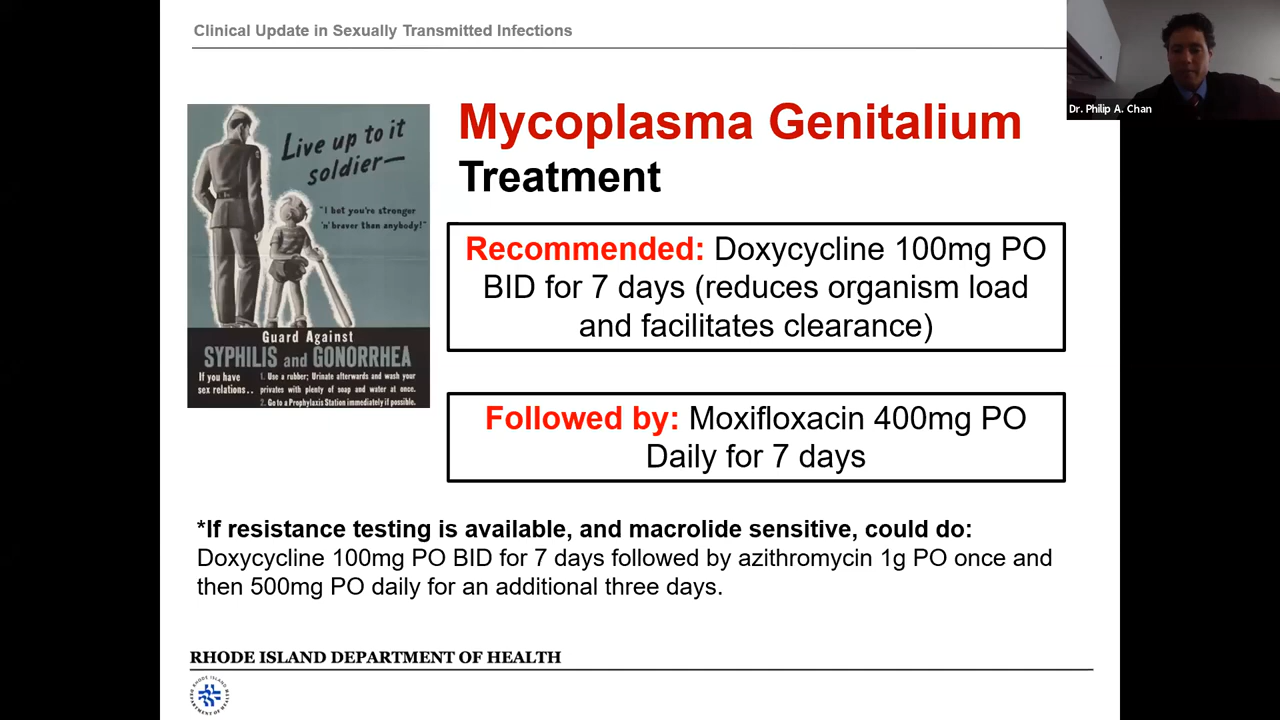 Clinical Update in Sexually Transmitted Infections
Dr. Philip A. Chan
Live up to it
soldier—
"I bet you're stronger
'n' braver than anybody!"
Guard Against
SYPHILIS and GONORRHEA
If you have
sex relations..
1. Use a rubber; Urinate afterwards and wash your
privates with plenty of soap and water at once.
2. Go to a Prophylaxis Station immediately if possible.
Mycoplasma Genitalium
Treatment
Recommended: Doxycycline 100mg PO
BID for 7 days (reduces organism load
and facilitates clearance)
Followed by: Moxifloxacin 400mg PO
Daily for 7 days
*If resistance testing is available, and macrolide sensitive, could do:
Doxycycline 100mg PO BID for 7 days followed by azithromycin 1g PO once and
then 500mg PO daily for an additional three days.
RHODE ISLAND DEPARTMENT OF HEALTH